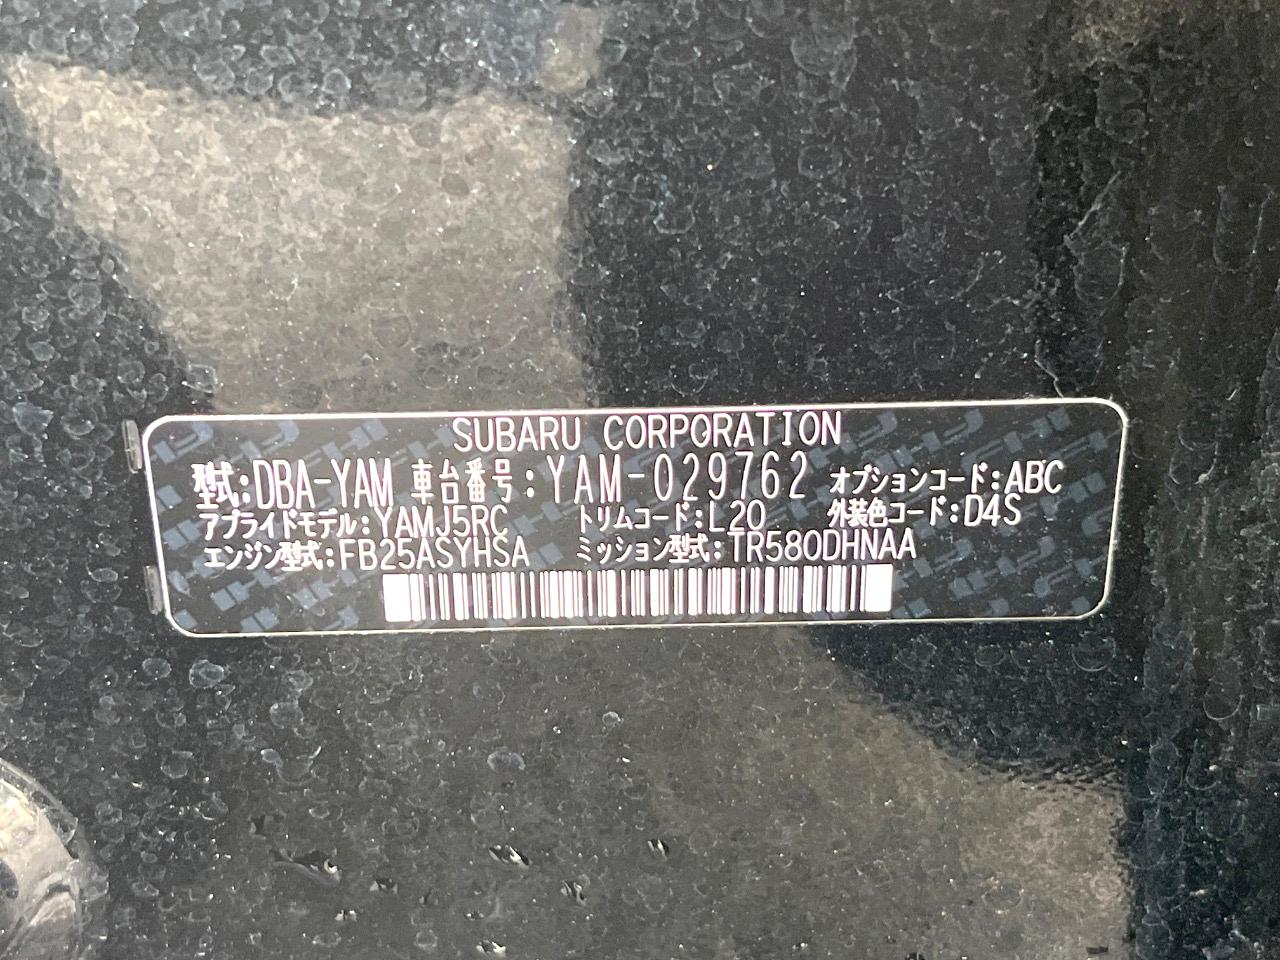 SUBARU CORPORATION
型式:DBA-YAM 車台番号:YAM-029762 オプションコード:ABC
アプライドモデル:YAMJ5RC トリムコード:L20 外装色コード:D4S
エンジン型式:FB25ASYHSA ミッション型式:TR580DHNAA